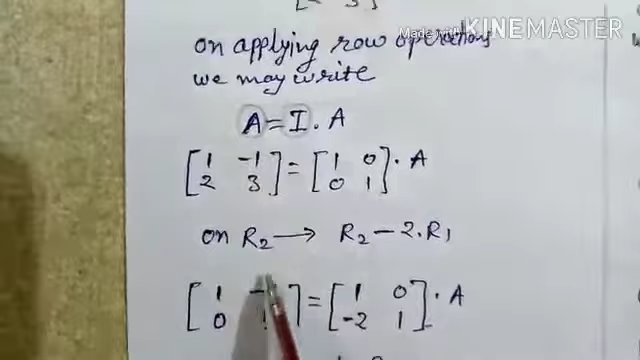 Made with KINEMASTER
on applying row operations
we may write
A = I . A
[ 1 -1 ] = [ 1 0 ] . A
[ 2 3 ] [ 0 1 ]
on R2 → R2 - 2.R1
[ 1 ] = [ 1 0 ] . A
[ 0 ] [ -2 1 ]